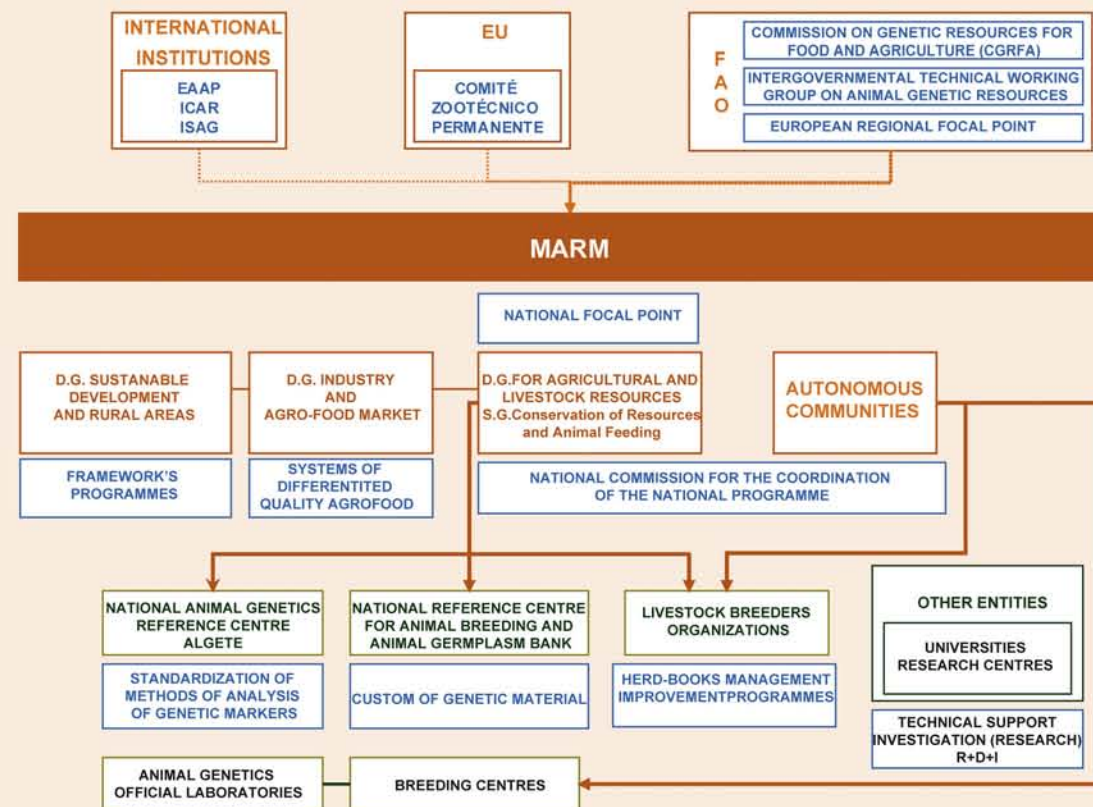 INTERNATIONAL
INSTITUTIONS
EAAP
ICAR
ISAG
EU
COMITÉ
ZOOTÉCNICO
PERMANENTE
F
A
O
COMMISSION ON GENETIC RESOURCES FOR
FOOD AND AGRICULTURE (CGRFA)
INTERGOVERNMENTAL TECHNICAL WORKING
GROUP ON ANIMAL GENETIC RESOURCES
EUROPEAN REGIONAL FOCAL POINT
MARM
NATIONAL FOCAL POINT
D.G. SUSTANABLE
DEVELOPMENT
AND RURAL AREAS
D.G. INDUSTRY
AND
AGRO-FOOD MARKET
D.G.FOR AGRICULTURAL AND
LIVESTOCK RESOURCES
S.G.Conservation of Resources
and Animal Feeding
AUTONOMOUS
COMMUNITIES
FRAMEWORK'S
PROGRAMMES
SYSTEMS OF
DIFFERENTITED
QUALITY AGROFOOD
NATIONAL COMMISSION FOR THE COORDINATION
OF THE NATIONAL PROGRAMME
NATIONAL ANIMAL GENETICS
REFERENCE CENTRE
ALGETE
NATIONAL REFERENCE CENTRE
FOR ANIMAL BREEDING AND
ANIMAL GERMPLASM BANK
LIVESTOCK BREEDERS
ORGANIZATIONS
OTHER ENTITIES
UNIVERSITIES
RESEARCH CENTRES
STANDARDIZATION OF
METHODS OF ANALYSIS
OF GENETIC MARKERS
CUSTOM OF GENETIC MATERIAL
HERD-BOOKS MANAGEMENT
IMPROVEMENTPROGRAMMES
TECHNICAL SUPPORT
INVESTIGATION (RESEARCH)
R+D+I
ANIMAL GENETICS
OFFICIAL LABORATORIES
BREEDING CENTRES